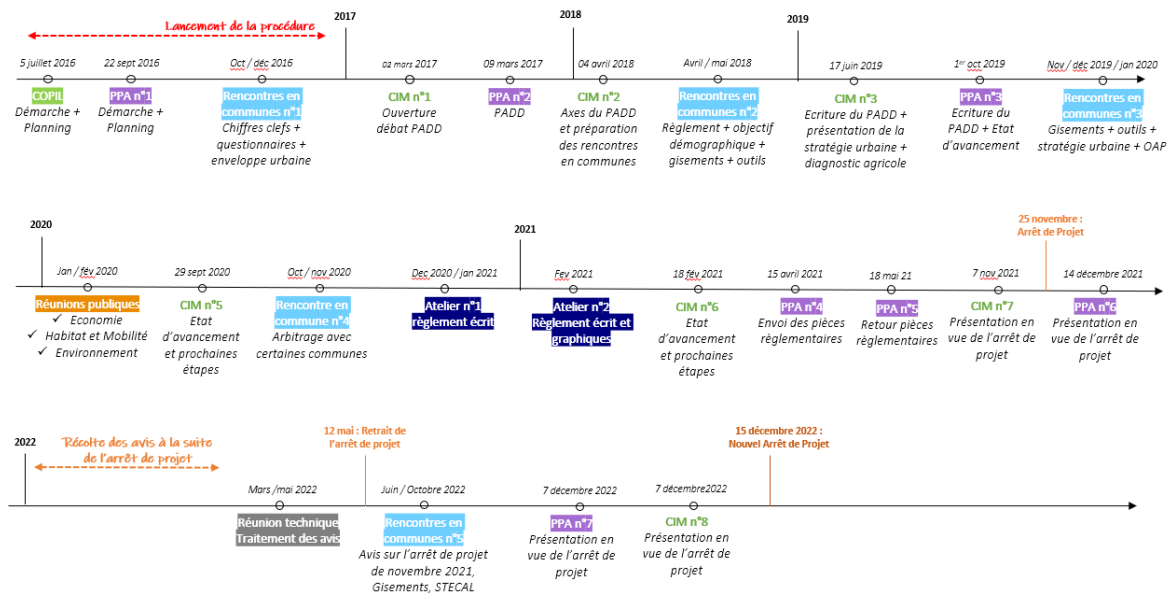 Lancement de la procédure
2017
2018
2019
5 juillet 2016
22 sept 2016
Oct / déc 2016
02 mars 2017
09 mars 2017
04 avril 2018
Avril / mai 2018
17 juin 2019
1er oct 2019
Nov / déc 2019 / jan 2020
COPIL
Démarche +
Planning
PPA n°1
Démarche +
Planning
Rencontres en
communes n°1
Chiffres clefs +
questionnaires +
enveloppe urbaine
CIM n°1
Ouverture
débat PADD
PPA n°2
PADD
CIM n°2
Axes du PADD
et préparation
des rencontres
en communes
Rencontres en
communes n°2
Règlement + objectif
démographique +
gisements + outils
CIM n°3
Ecriture du PADD +
présentation de la
stratégie urbaine +
diagnostic agricole
PPA n°3
Ecriture du
PADD + Etat
d'avancement
Rencontres en
communes n°3
Gisements + outils +
stratégie urbaine + OAP
2020
2021
25 novembre :
Arrêt de Projet
Jan / fév 2020
29 sept 2020
Oct / nov 2020
Dec 2020 / jan 2021
Fev 2021
18 fév 2021
15 avril 2021
18 mai 21
7 nov 2021
14 décembre 2021
Réunions publiques
✓ Economie
✓ Habitat et Mobilité
✓ Environnement
CIM n°5
Etat
d'avancement
et prochaines
étapes
Rencontre en
commune n°4
Arbitrage avec
certaines communes
Atelier n°1
règlement écrit
Atelier n°2
Règlement écrit et
graphiques
CIM n°6
Etat
d'avancement
et prochaines
étapes
PPA n°4
Envoi des pièces
règlementaires
PPA n°5
Retour pièces
règlementaires
CIM n°7
Présentation en
vue de l'arrêt de
projet
PPA n°6
Présentation en
vue de l'arrêt de
projet
2022
Récolte des avis à la suite
de l'arrêt de projet
12 mai : Retrait de
l'arrêt de projet
15 décembre 2022 :
Nouvel Arrêt de Projet
Mars /mai 2022
Juin / Octobre 2022
7 décembre 2022
7 décembre2022
Réunion technique
Traitement des avis
Rencontres en
communes n°5
Avis sur l'arrêt de projet
de novembre 2021,
Gisements, STECAL
PPA n°7
Présentation en
vue de l'arrêt de
projet
CIM n°8
Présentation en
vue de l'arrêt de
projet